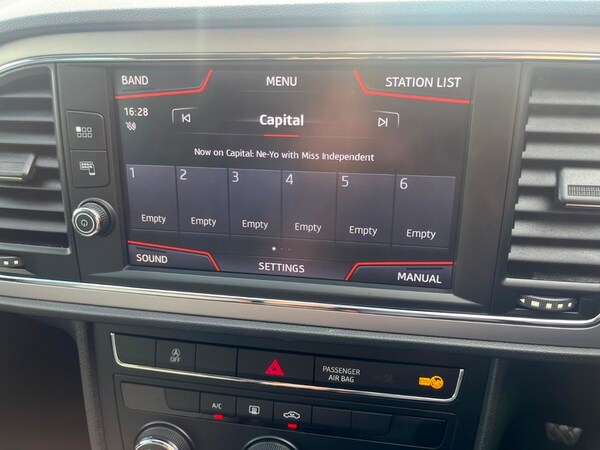 BAND
MENU
STATION LIST
16:28
Capital
Now on Capital: Ne-Yo with Miss Independent
1 2 3 4 5 6
Empty Empty Empty Empty Empty Empty
SOUND
SETTINGS
MANUAL
PASSENGER
AIR BAG
A/C